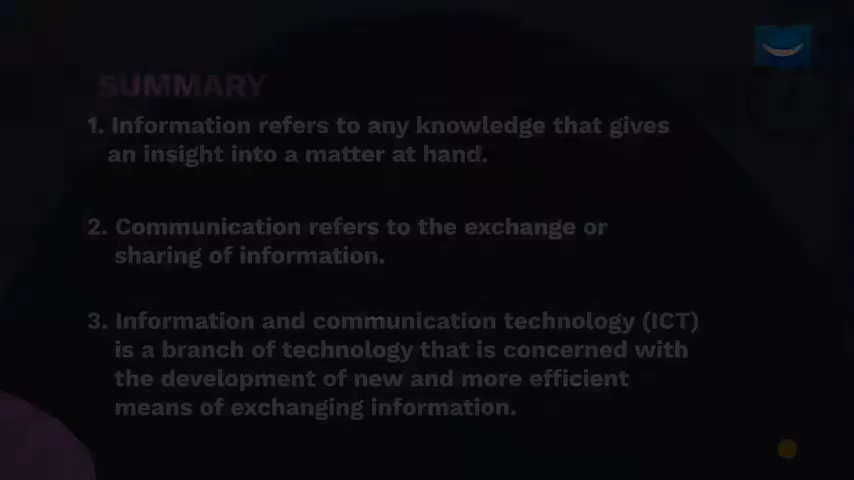 SUMMARY
1. Information refers to any knowledge that gives
an insight into a matter at hand.
2. Communication refers to the exchange or
sharing of information.
3. Information and communication technology (ICT)
is a branch of technology that is concerned with
the development of new and more efficient
means of exchanging information.